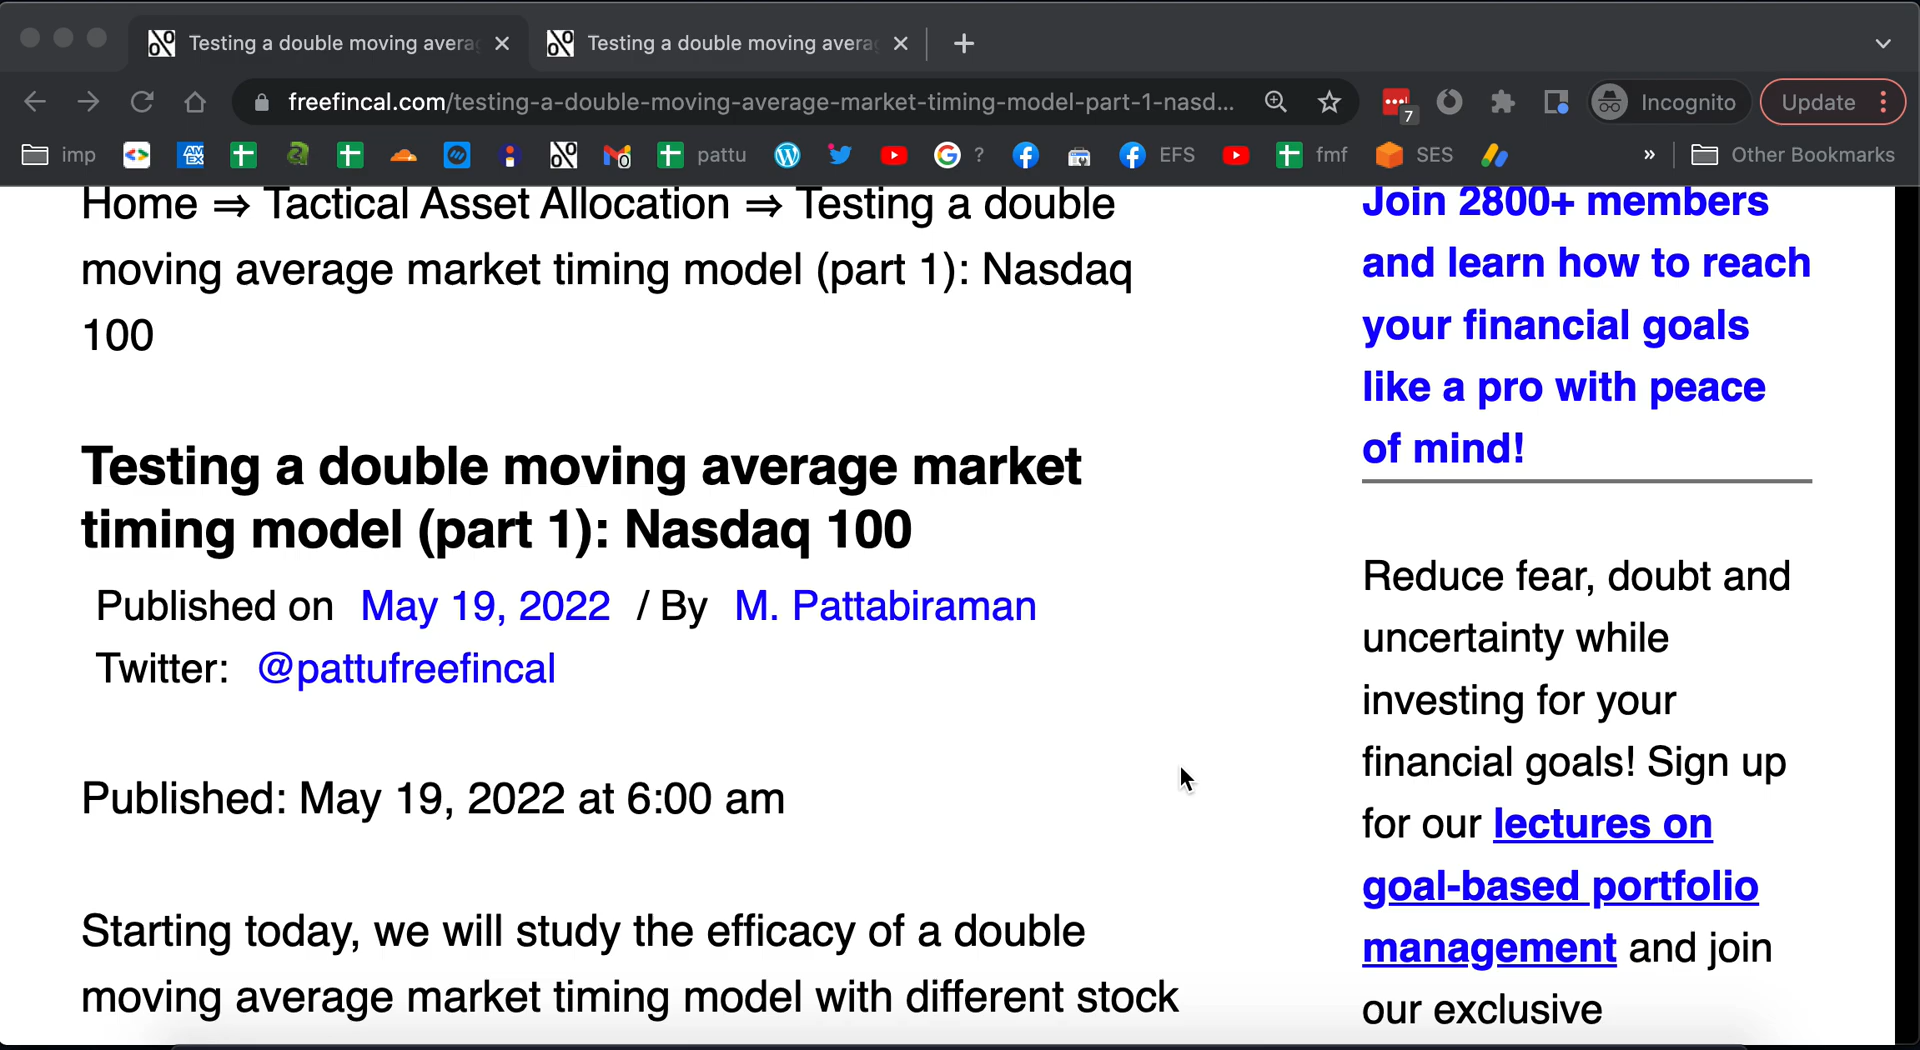 Testing a double moving avera
Testing a double moving avera
freefincal.com/testing-a-double-moving-average-market-timing-model-part-1-nasd...
7
Incognito
Update
imp
AM
EX
pattu
?
EFS
fmf
SES
»
Other Bookmarks
Home ⇒ Tactical Asset Allocation ⇒ Testing a double
moving average market timing model (part 1): Nasdaq
100
Testing a double moving average market
timing model (part 1): Nasdaq 100
Published on May 19, 2022 / By M. Pattabiraman
Twitter: @pattufreefincal
Published: May 19, 2022 at 6:00 am
Starting today, we will study the efficacy of a double
moving average market timing model with different stock
Join 2800+ members
and learn how to reach
your financial goals
like a pro with peace
of mind!
Reduce fear, doubt and
uncertainty while
investing for your
financial goals! Sign up
for our lectures on
goal-based portfolio
management and join
our exclusive